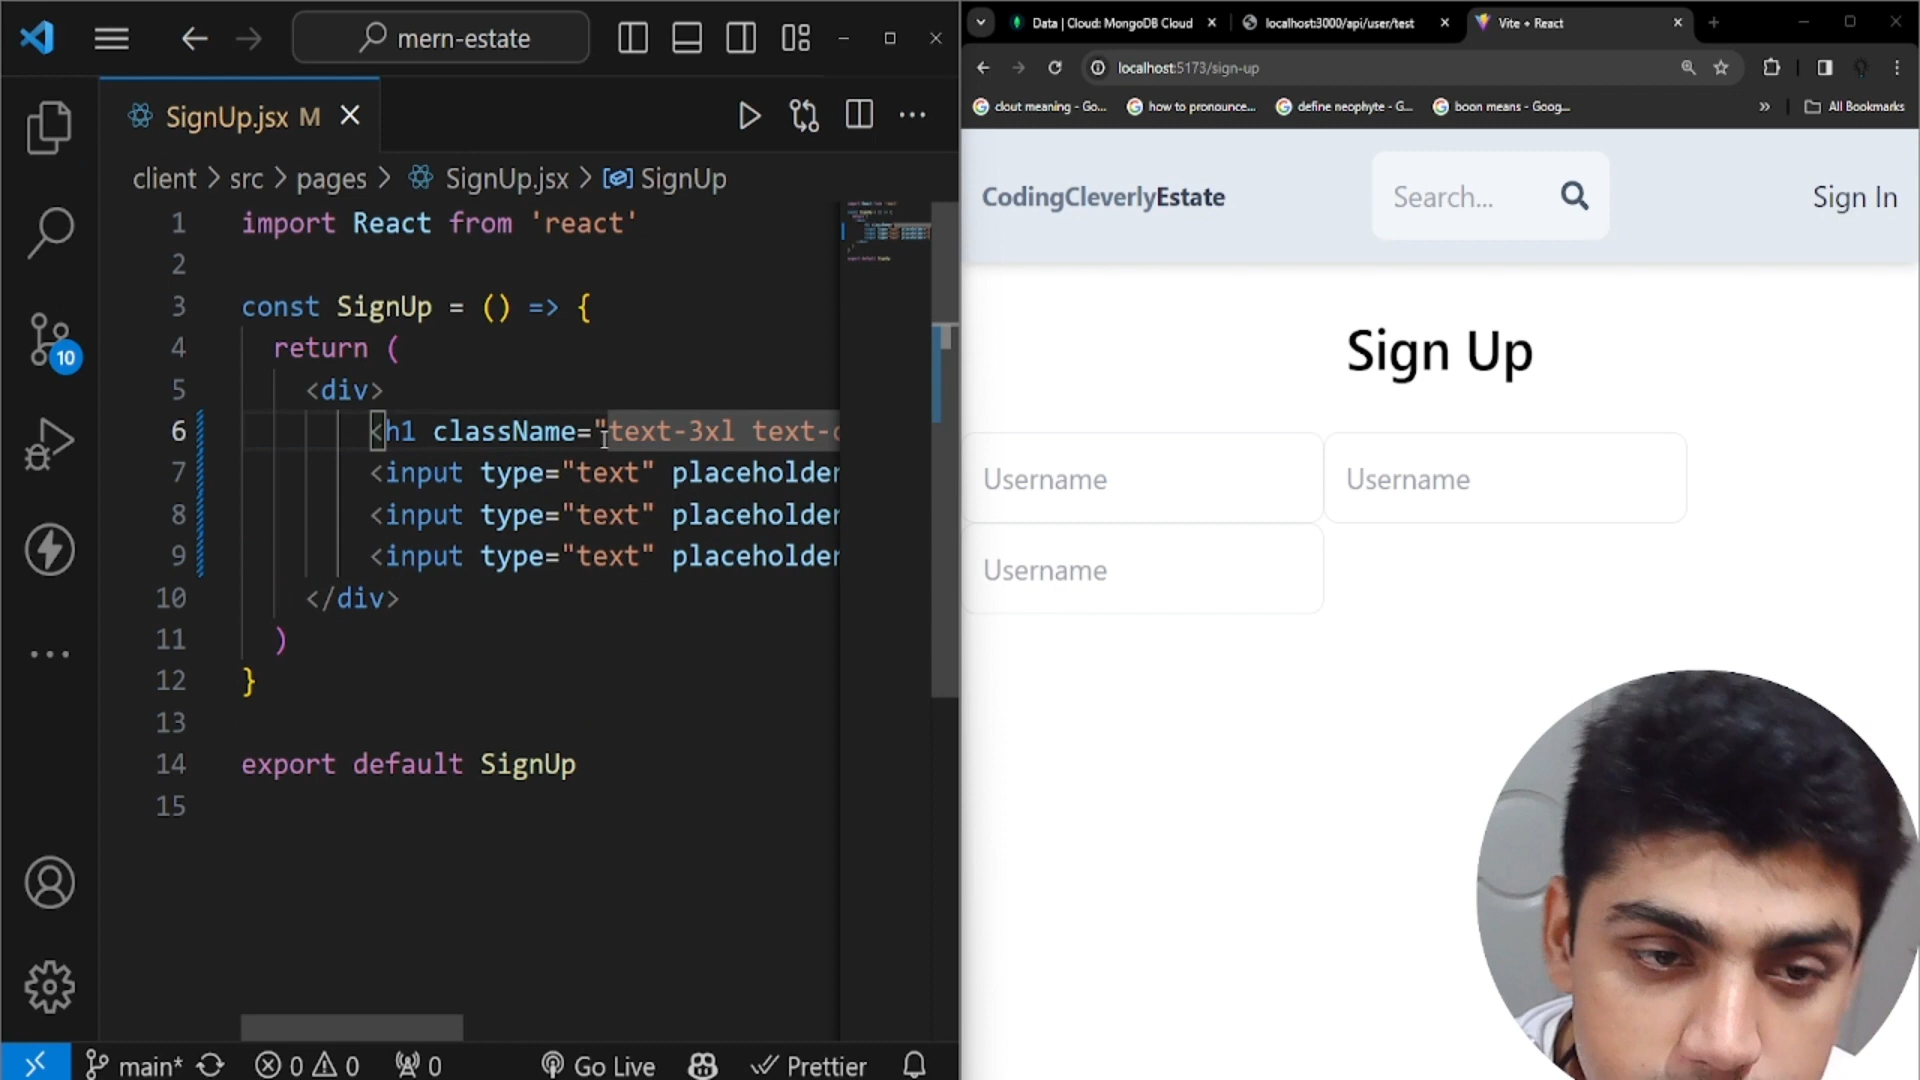 mern-estate
SignUp.jsx M
client > src > pages > SignUp.jsx > SignUp
1 import React from 'react'
2
3 const SignUp = () => {
4 return (
5 <div>
6 <h1 className="text-3xl text-c
7 <input type="text" placeholder
8 <input type="text" placeholder
9 <input type="text" placeholder
10 </div>
11 )
12 }
13
14 export default SignUp
15
10
main* 0 0 0 Go Live Prettier
Data | Cloud: MongoDB Cloud localhost:3000/api/user/test Vite + React
localhost:5173/sign-up
clout meaning - Go... how to pronounce... define neophyte - G... boon means - Goog... » All Bookmarks
CodingCleverlyEstate Search... Sign In
Sign Up
Username Username
Username